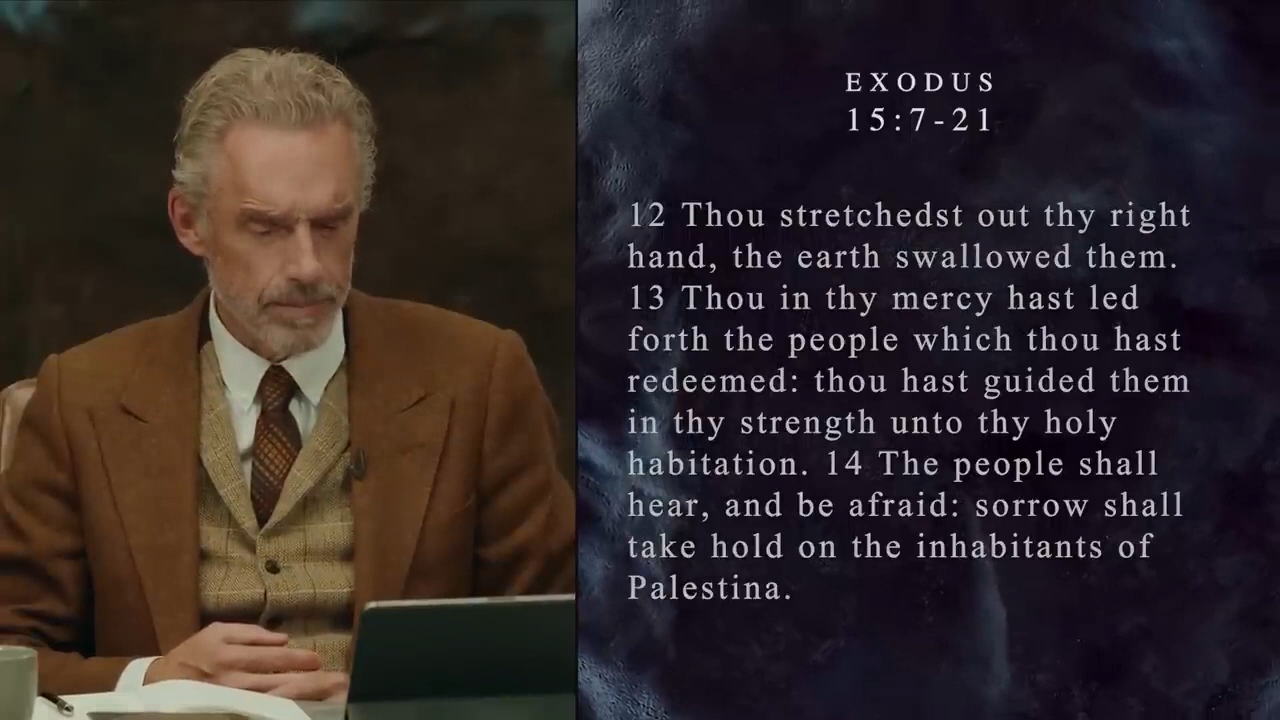 EXODUS
15:7-21
12 Thou stretchedst out thy right
hand, the earth swallowed them.
13 Thou in thy mercy hast led
forth the people which thou hast
redeemed: thou hast guided them
in thy strength unto thy holy
habitation. 14 The people shall
hear, and be afraid: sorrow shall
take hold on the inhabitants of
Palestina.